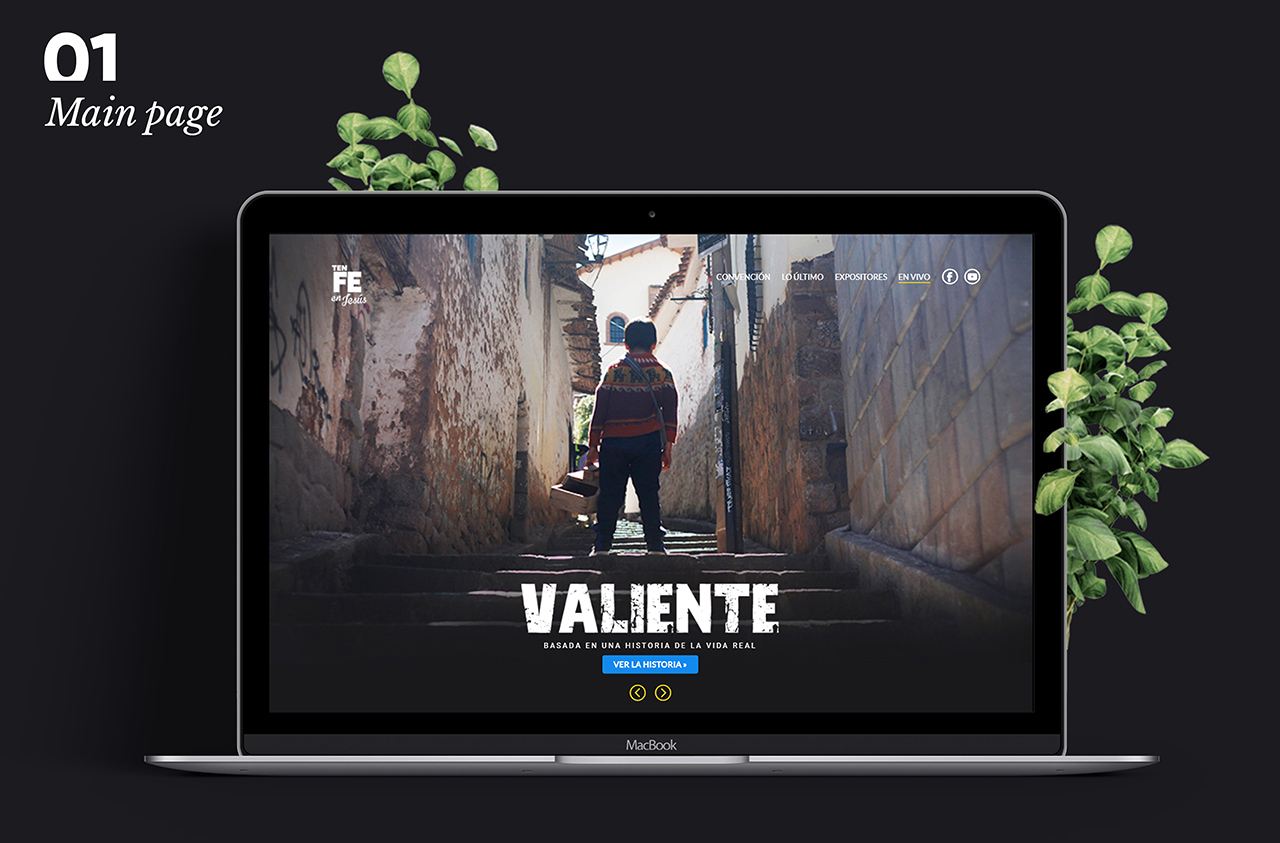 01
Main page
TEN
FE
en Jesús
CONVENCIÓN LO ÚLTIMO EXPOSITORES EN VIVO
VALIENTE
BASADA EN UNA HISTORIA DE LA VIDA REAL
VER LA HISTORIA »
MacBook